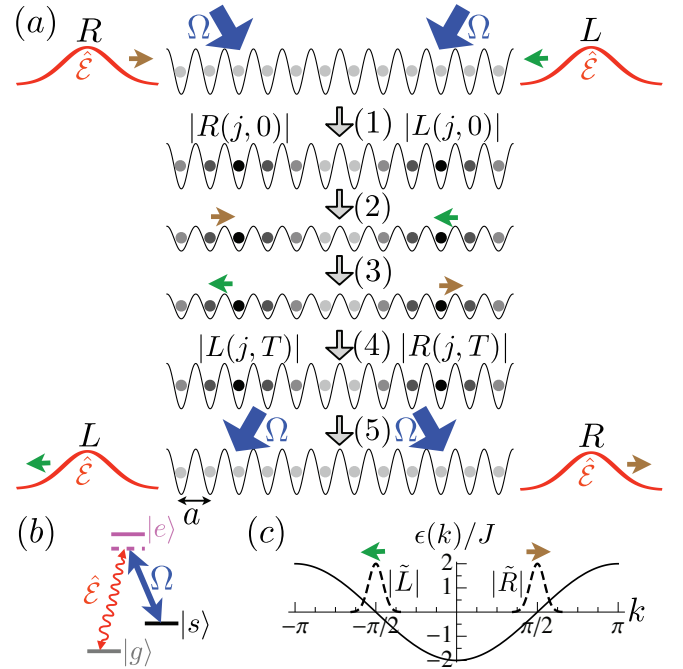 (a) R Ω Ω L
Ê Ê
|R(j, 0)| (1) |L(j, 0)|
(2)
(3)
|L(j, T)| (4) |R(j, T)|
L Ω (5) Ω R
Ê Ê
a
(b) |e⟩ (c) ϵ(k)/J
Ê Ω |s⟩ |g⟩
2 1 −1 −2
|L̃| |R̃|
−π −π/2 π/2 π k